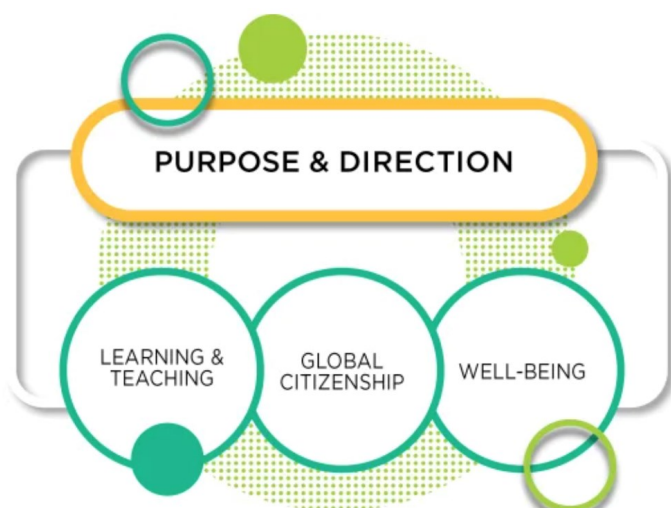 PURPOSE & DIRECTION
LEARNING &
TEACHING
GLOBAL
CITIZENSHIP
WELL-BEING